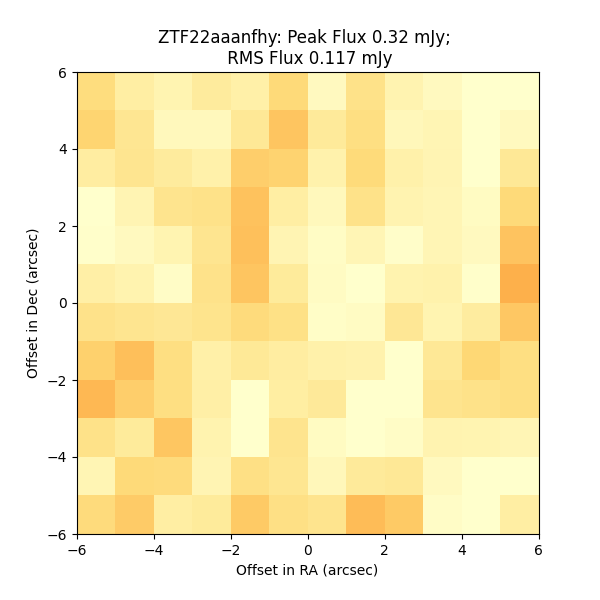 ZTF22aaanfhy: Peak Flux 0.32 mJy;
RMS Flux 0.117 mJy
6
4
2
0
−2
−4
−6
Offset in Dec (arcsec)
−6 −4 −2 0 2 4 6
Offset in RA (arcsec)